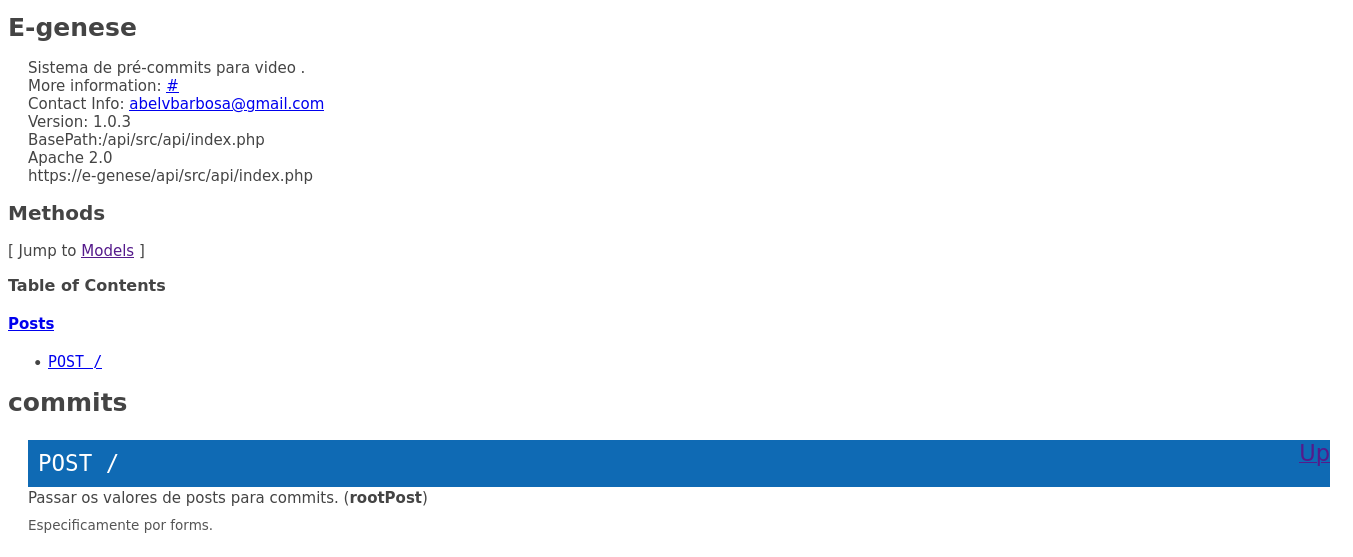 E-genese
Sistema de pré-commits para video .
More information: #
Contact Info: abelvbarbosa@gmail.com
Version: 1.0.3
BasePath:/api/src/api/index.php
Apache 2.0
https://e-genese/api/src/api/index.php
Methods
[ Jump to Models ]
Table of Contents
Posts
POST /
commits
POST / Up
Passar os valores de posts para commits. (rootPost)
Especificamente por forms.